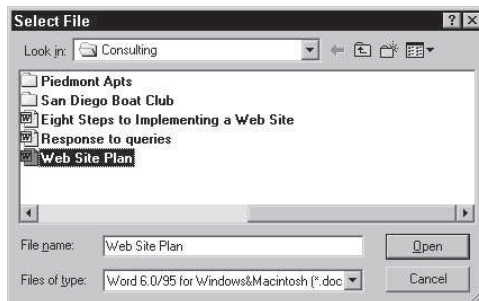 Select File
Look in: Consulting
Piedmont Apts
San Diego Boat Club
Eight Steps to Implementing a Web Site
Response to queries
Web Site Plan
File name: Web Site Plan Open
Files of type: Word 6.0/95 for Windows&Macintosh (*.doc Cancel